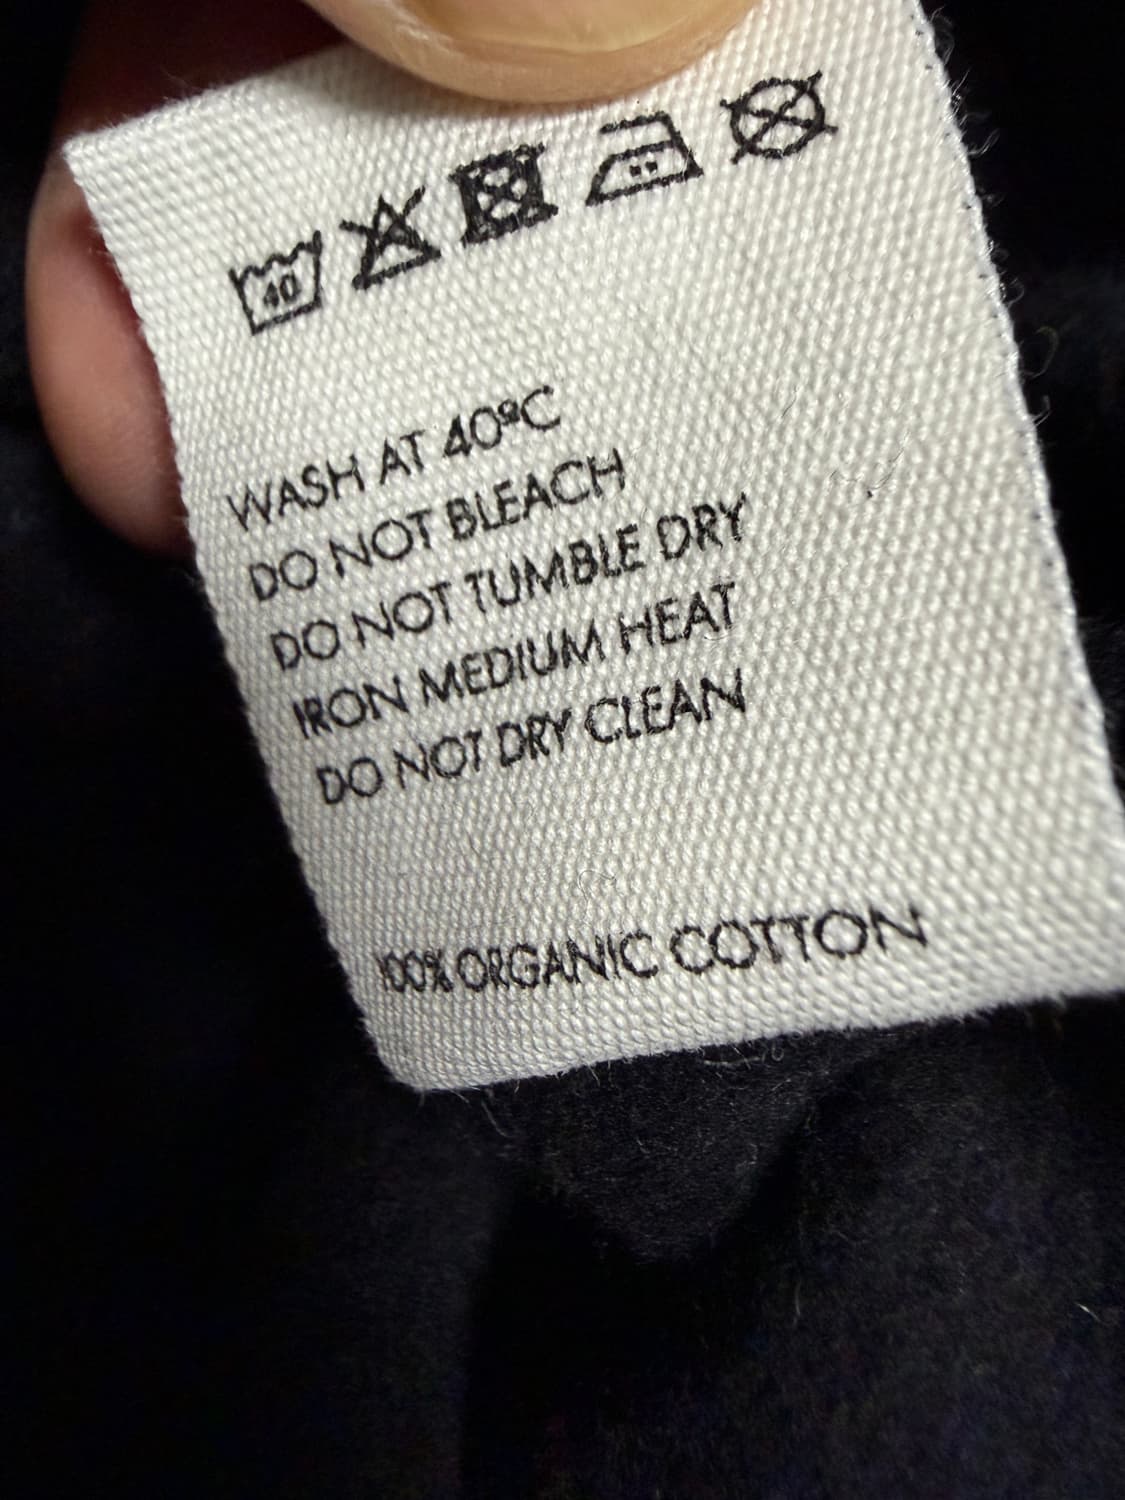 40
WASH AT 40ºC
DO NOT BLEACH
DO NOT TUMBLE DRY
IRON MEDIUM HEAT
DO NOT DRY CLEAN
100% ORGANIC COTTON